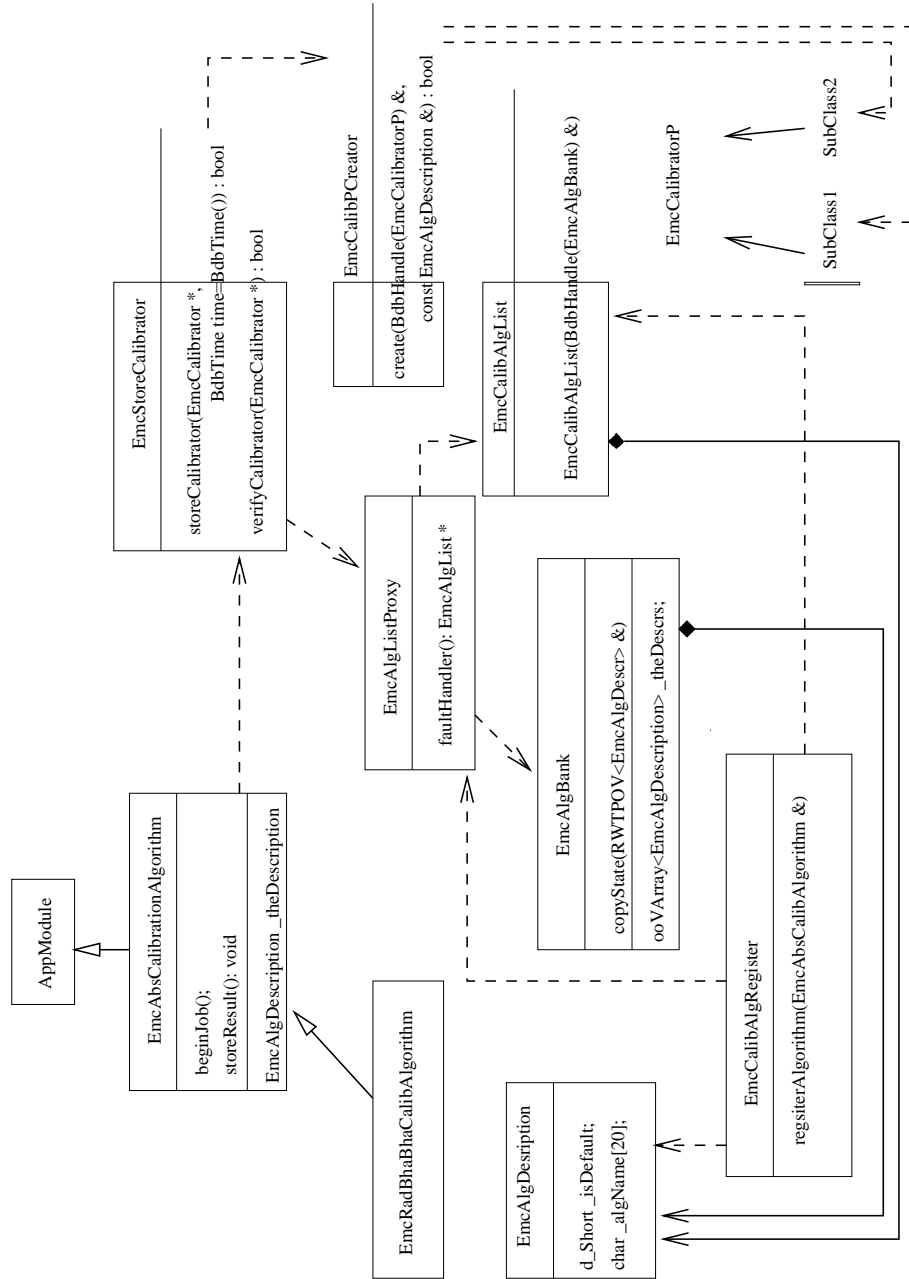 AppModule
EmcAbsCalibrationAlgorithm
beginJob();
storeResult(): void
EmcAlgDescription _theDescription
EmcRadBhaBhaCalibAlgorithm
EmcStoreCalibrator
storeCalibrator(EmcCalibrator *,
BdbTime time=BdbTime()) : bool
verifyCalibrator(EmcCalibrator *) : bool
EmcCalibPCreator
create(BdbHandle(EmcCalibratorP) &,
const EmcAlgDescription &) : bool
EmcAlgListProxy
faultHandler(): EmcAlgList *
EmcCalibAlgList
EmcCalibAlgList(BdbHandle(EmcAlgBank) &)
EmcAlgBank
copyState(RWTPOV<EmcAlgDescr> &)
ooVArray<EmcAlgDescription> _theDescrs;
EmcAlgDesription
d_Short _isDefault;
char _algName[20];
EmcCalibAlgRegister
regsiterAlgorithm(EmcAbsCalibAlgorithm &)
EmcCalibratorP
SubClass1
SubClass2